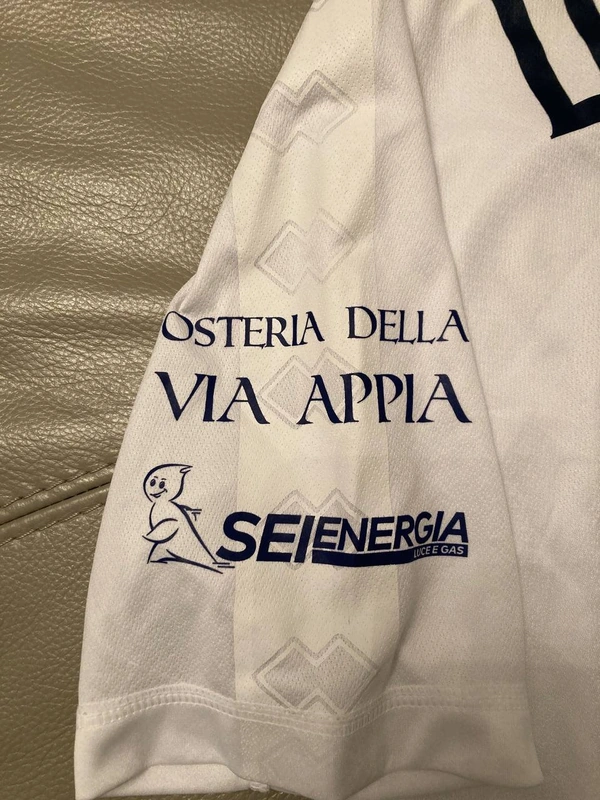 OSTERIA DELLA
VIA APPIA
SEIENERGIA
LUCE E GAS